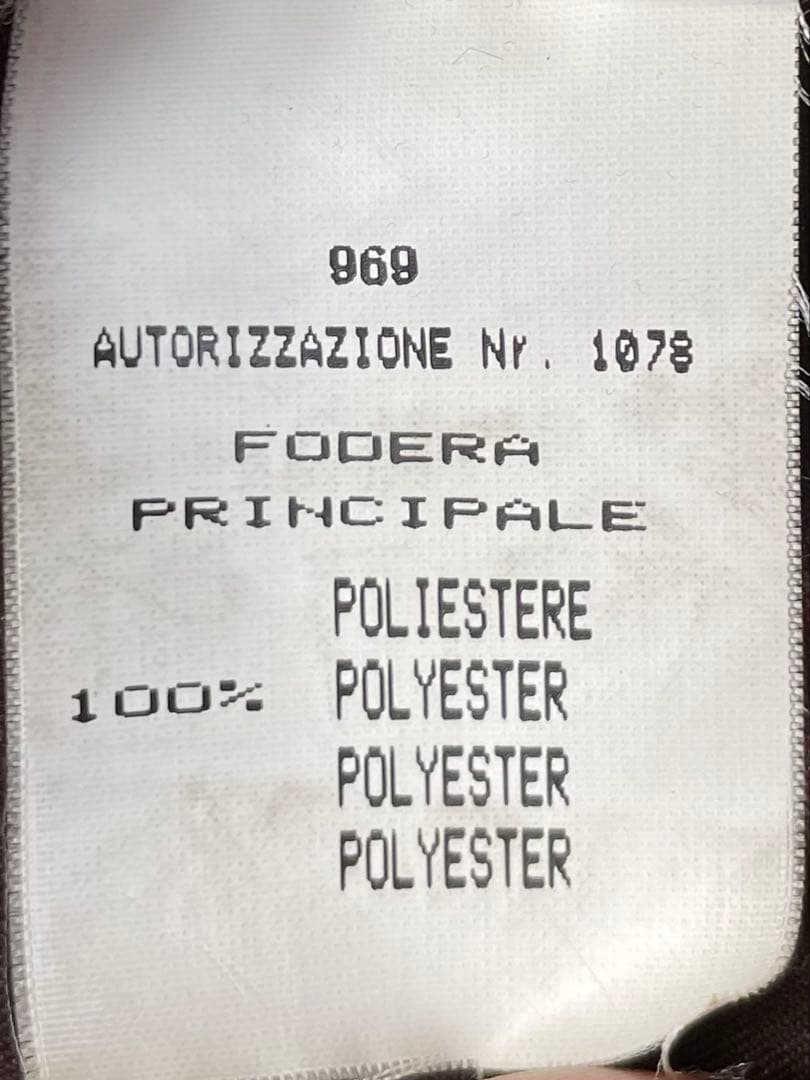 969
AUTORIZZAZIONE Nr. 1078
FODERA
PRINCIPALE
POLIESTERE
100% POLYESTER
POLYESTER
POLYESTER